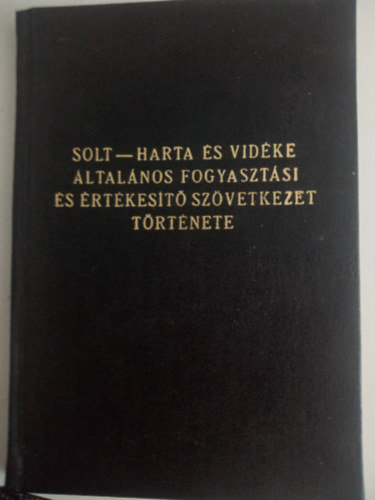 SOLT — HARTA ÉS VIDÉKE
ÁLTALÁNOS FOGYASZTÁSI
ÉS ÉRTÉKESÍTŐ SZÖVETKEZET
TÖRTÉNETE